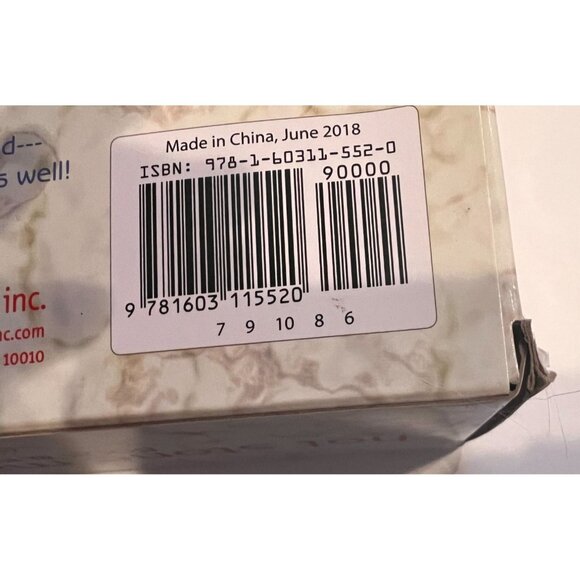 d---
s well!
inc.
nc.com
10010
Made in China, June 2018
ISBN: 978-1-60311-552-0
90000
9 781603 115520
7 9 10 8 6